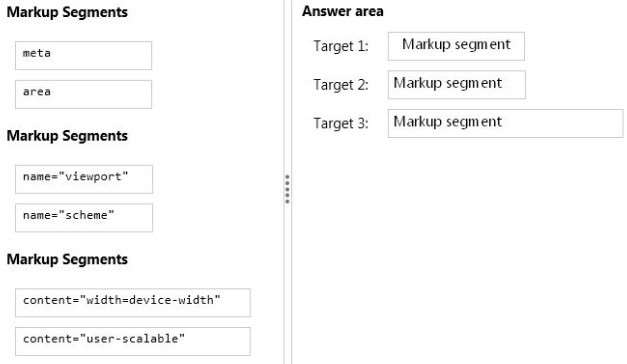 Markup Segments
meta
area
Markup Segments
name="viewport"
name="scheme"
Markup Segments
content="width=device-width"
content="user-scalable"
Answer area
Target 1: Markup segment
Target 2: Markup segment
Target 3: Markup segment